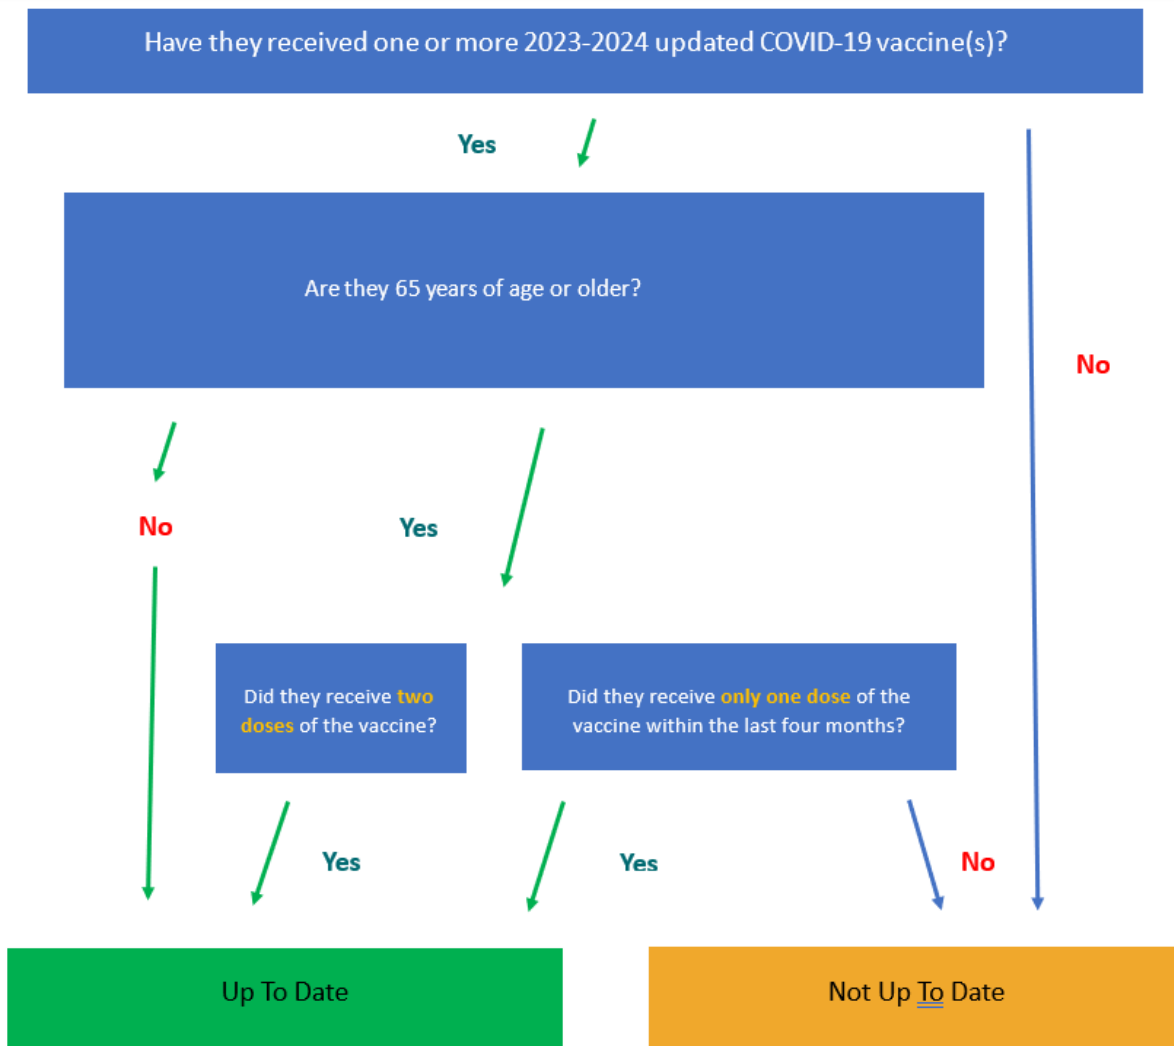 Have they received one or more 2023-2024 updated COVID-19 vaccine(s)?
Yes
Are they 65 years of age or older?
No
No
Yes
Did they receive two
doses of the vaccine?
Did they receive only one dose of the
vaccine within the last four months?
Yes
Yes
No
Up To Date
Not Up To Date